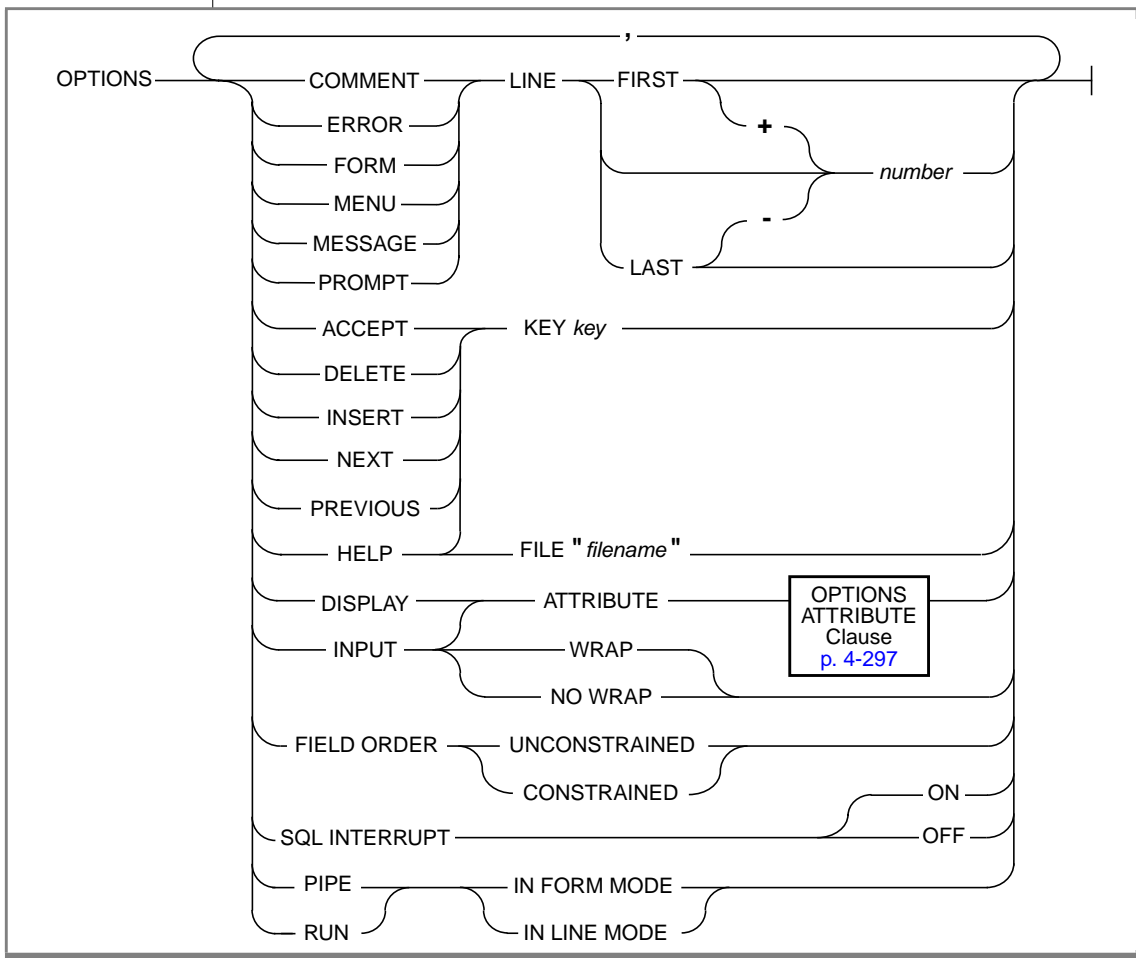 ,
OPTIONS COMMENT LINE FIRST
ERROR +
FORM number
MENU
MESSAGE -
PROMPT LAST
ACCEPT KEY key
DELETE
INSERT
NEXT
PREVIOUS
HELP FILE "filename"
DISPLAY ATTRIBUTE
INPUT WRAP
NO WRAP
OPTIONS
ATTRIBUTE
Clause
p. 4-297
FIELD ORDER UNCONSTRAINED
CONSTRAINED
ON
SQL INTERRUPT OFF
PIPE IN FORM MODE
RUN IN LINE MODE